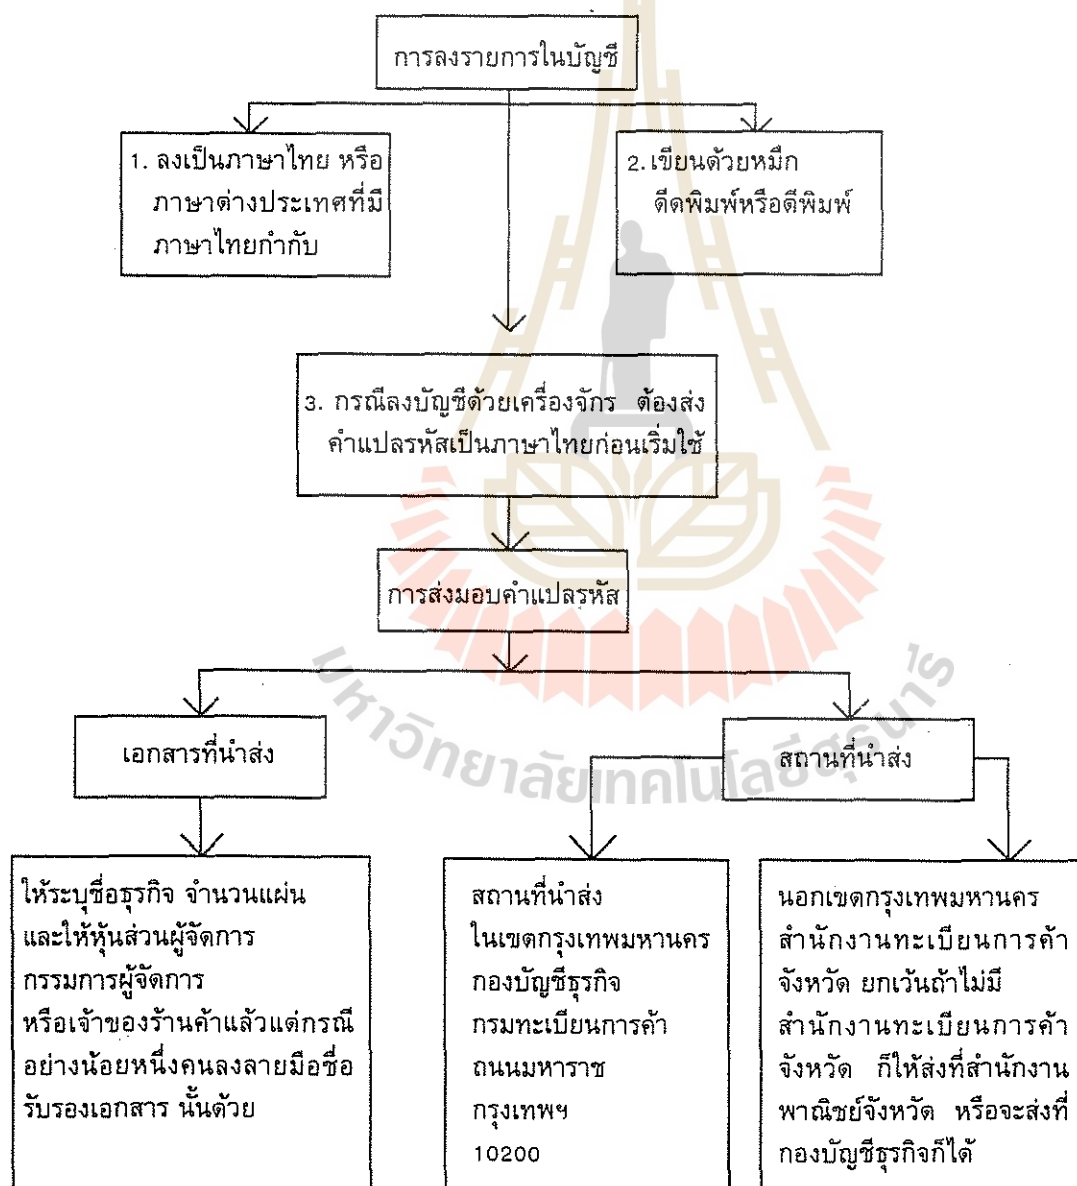 การลงรายการในบัญชี
1. ลงเป็นภาษาไทย หรือ
ภาษาต่างประเทศที่มี
ภาษาไทยกำกับ
2. เขียนด้วยหมึก
ดีดพิมพ์หรือตีพิมพ์
3. กรณีลงบัญชีด้วยเครื่องจักร ต้องส่ง
คำแปลรหัสเป็นภาษาไทยก่อนเริ่มใช้
การส่งมอบคำแปลรหัส
เอกสารที่นำส่ง
สถานที่นำส่ง
มหาวิทยาลัยเทคโนโลยีสุรนารี
ให้ระบุชื่อธุรกิจ จำนวนแผ่น
และให้หุ้นส่วนผู้จัดการ
กรรมการผู้จัดการ
หรือเจ้าของร้านค้าแล้วแต่กรณี
อย่างน้อยหนึ่งคนลงลายมือชื่อ
รับรองเอกสาร นั้นด้วย
สถานที่นำส่ง
ในเขตกรุงเทพมหานคร
กองบัญชีธุรกิจ
กรมทะเบียนการค้า
ถนนมหาราช
กรุงเทพฯ
10200
นอกเขตกรุงเทพมหานคร
สำนักงานทะเบียนการค้า
จังหวัด ยกเว้นถ้าไม่มี
สำนักงานทะเบียนการค้า
จังหวัด ก็ให้ส่งที่สำนักงาน
พาณิชย์จังหวัด หรือจะส่งที่
กองบัญชีธุรกิจก็ได้